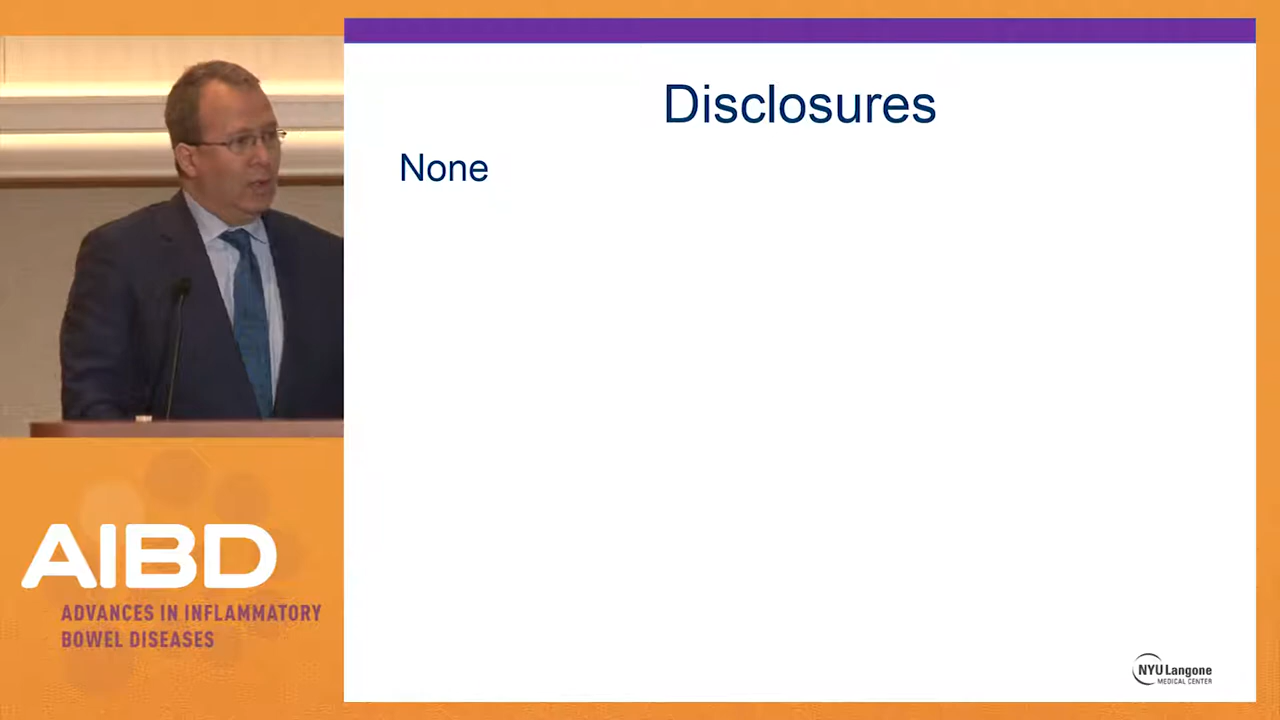 Disclosures
None
AIBD
ADVANCES IN INFLAMMATORY
BOWEL DISEASES
NYU Langone
MEDICAL CENTER